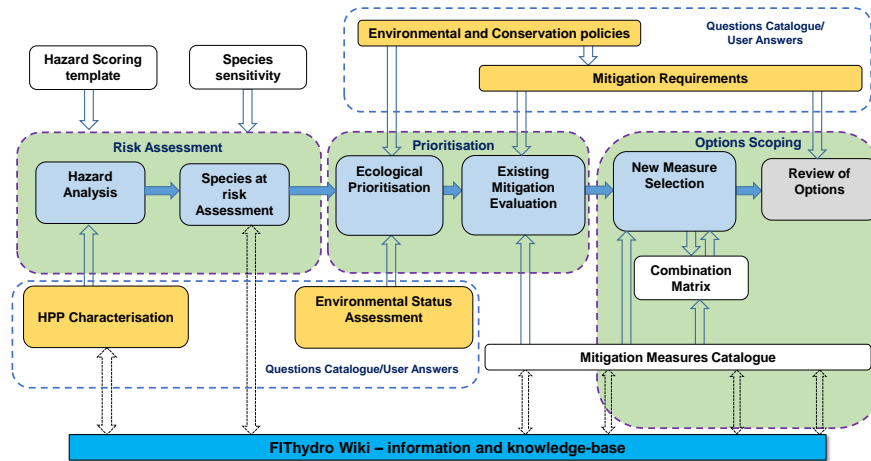 Environmental and Conservation policies
Questions Catalogue/
User Answers
Hazard Scoring
template
Species
sensitivity
Mitigation Requirements
Risk Assessment
Prioritisation
Options Scoping
Hazard
Analysis
Species at
risk
Assessment
Ecological
Prioritisation
Existing
Mitigation
Evaluation
New Measure
Selection
Review of
Options
Combination
Matrix
HPP Characterisation
Environmental Status
Assessment
Mitigation Measures Catalogue
Questions Catalogue/User Answers
FIThydro Wiki – information and knowledge-base